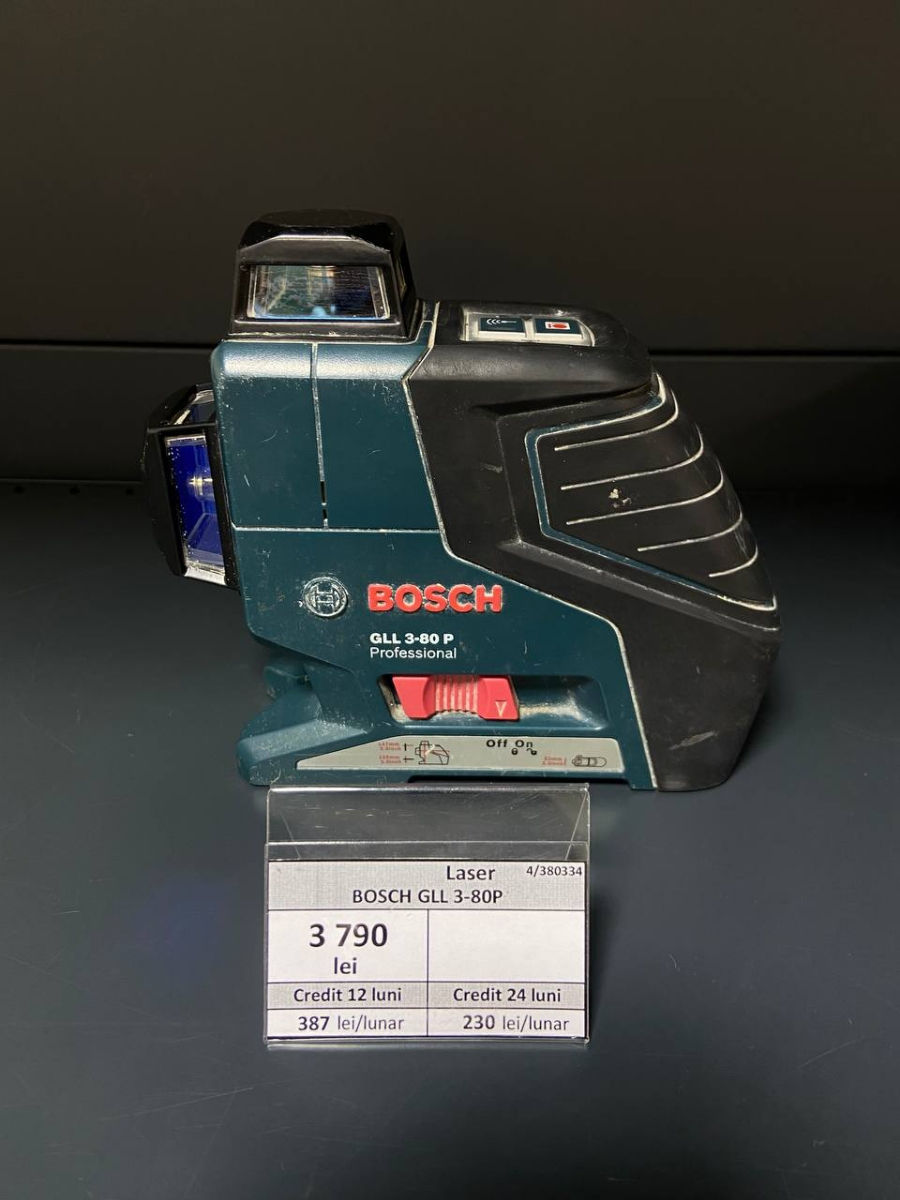 BOSCH
GLL 3-80 P
Professional
Off On
Laser 4/380334
BOSCH GLL 3-80P
3 790
lei
Credit 12 luni Credit 24 luni
387 lei/lunar 230 lei/lunar